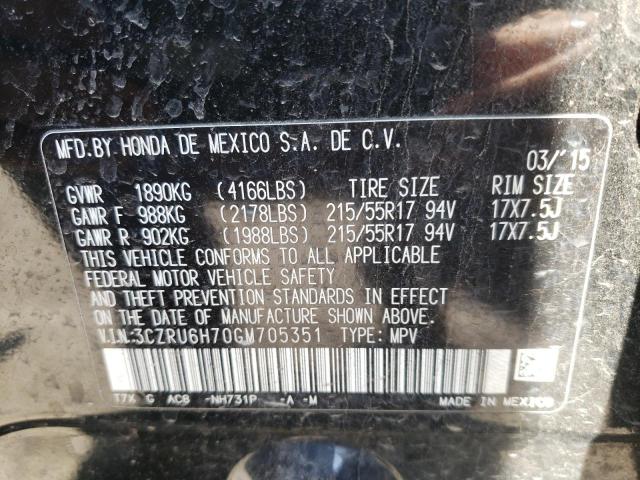 MFD.BY HONDA DE MEXICO S.A. DE C.V.
03/'15
GVWR 1890KG (4166LBS) TIRE SIZE RIM SIZE
GAWR F 988KG (2178LBS) 215/55R17 94V 17X7.5J
GAWR R 902KG (1988LBS) 215/55R17 94V 17X7.5J
THIS VEHICLE CONFORMS TO ALL APPLICABLE
FEDERAL MOTOR VEHICLE SAFETY
AND THEFT PREVENTION STANDARDS IN EFFECT
ON THE DATE OF MANUFACTURE SHOWN ABOVE.
V.I.N:3CZRU6H70GM705351 TYPE: MPV
T7X G AC8 -NH731P -A -M
MADE IN MEXICO